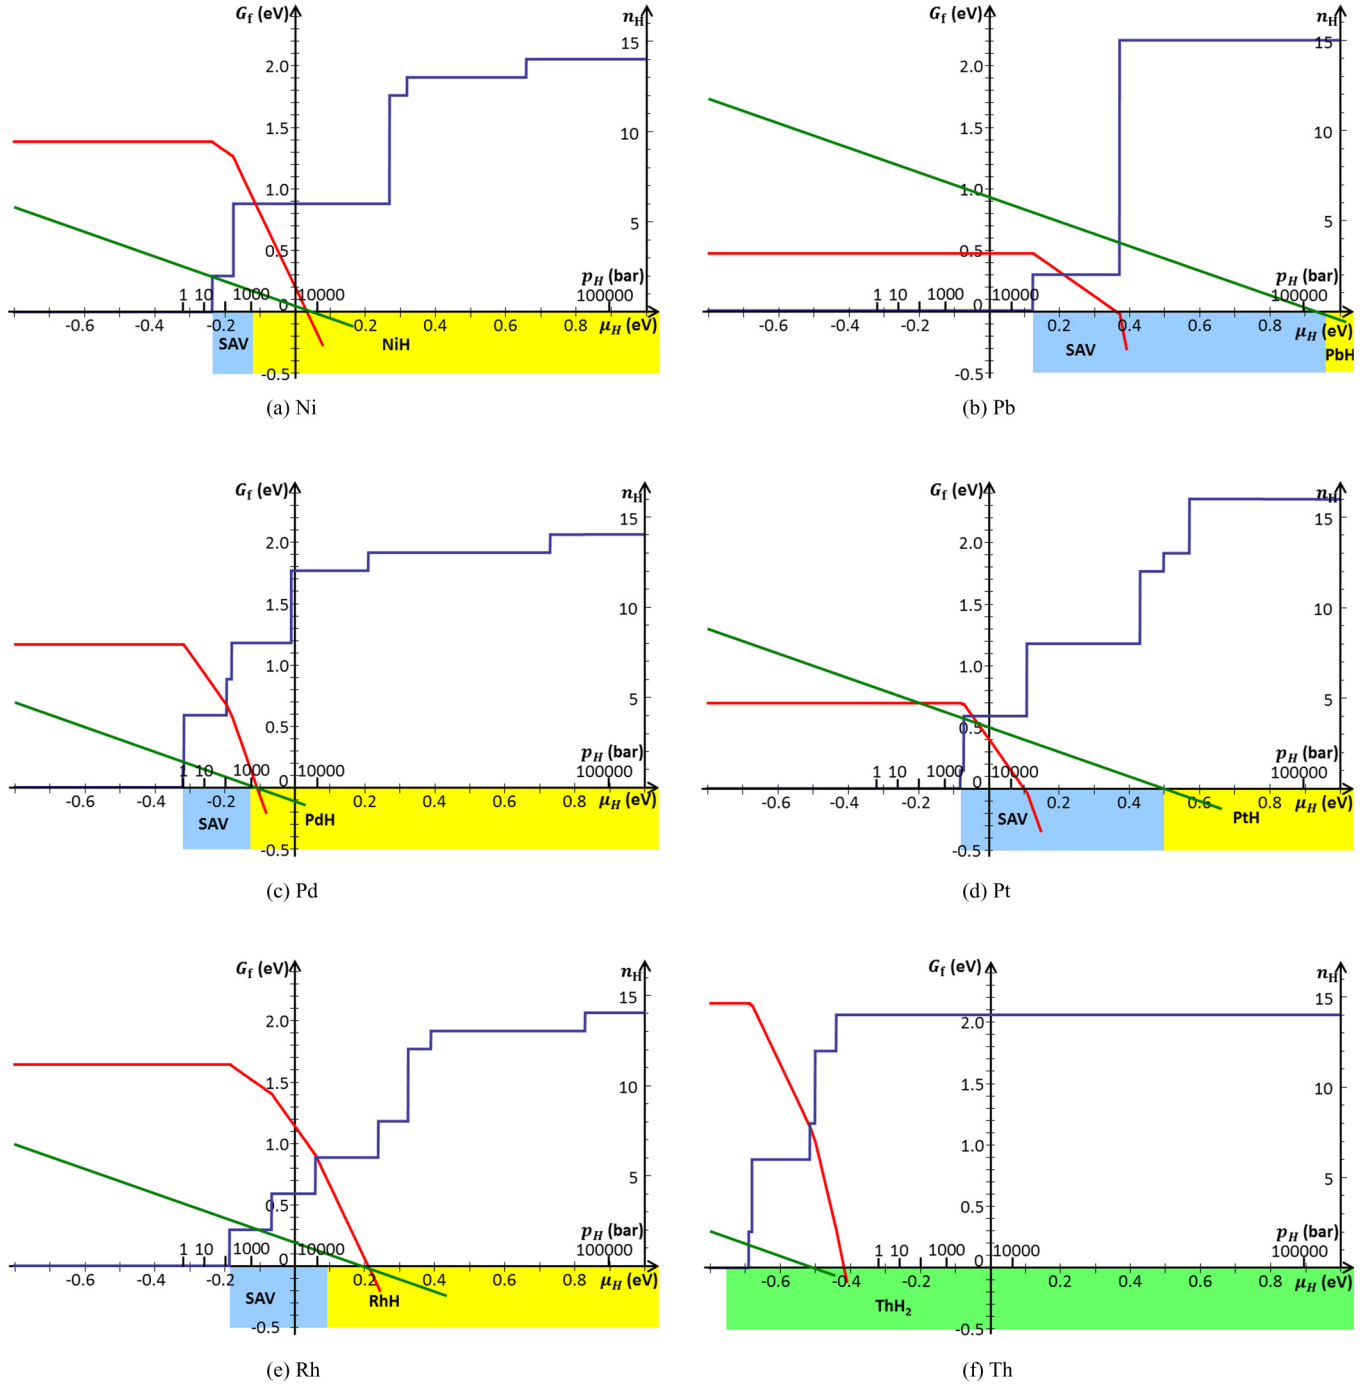 G_f (eV) n_H G_f (eV) n_H
15 15
2.0 2.0
1.5 1.5
10 10
1.0 1.0
5 5
0.5 0.5
p_H (bar) p_H (bar)
1 10 1000 0 10000 100000 1 10 1000 0 10000 100000
-0.6 -0.4 -0.2 0.2 0.4 0.6 0.8 μ_H (eV) -0.6 -0.4 -0.2 0.2 0.4 0.6 0.8 μ_H (eV)
SAV NiH SAV PbH
-0.5 -0.5
(a) Ni (b) Pb
G_f (eV) n_H G_f (eV) n_H
15 15
2.0 2.0
1.5 1.5
10 10
1.0 1.0
5 5
0.5 0.5
p_H (bar) p_H (bar)
1 10 1000 0 10000 100000 1 10 1000 0 10000 100000
-0.6 -0.4 -0.2 0.2 0.4 0.6 0.8 μ_H (eV) -0.6 -0.4 -0.2 0.2 0.4 0.6 0.8 μ_H (eV)
SAV PdH SAV PtH
-0.5 -0.5
(c) Pd (d) Pt
G_f (eV) n_H G_f (eV) n_H
15 15
2.0 2.0
1.5 1.5
10 10
1.0 1.0
5 5
0.5 0.5
p_H (bar) p_H (bar)
1 10 1000 0 10000 100000 1 10 1000 0 10000 100000
-0.6 -0.4 -0.2 0.2 0.4 0.6 0.8 μ_H (eV) -0.6 -0.4 -0.2 0.2 0.4 0.6 0.8 μ_H (eV)
SAV RhH ThH₂
-0.5 -0.5
(e) Rh (f) Th